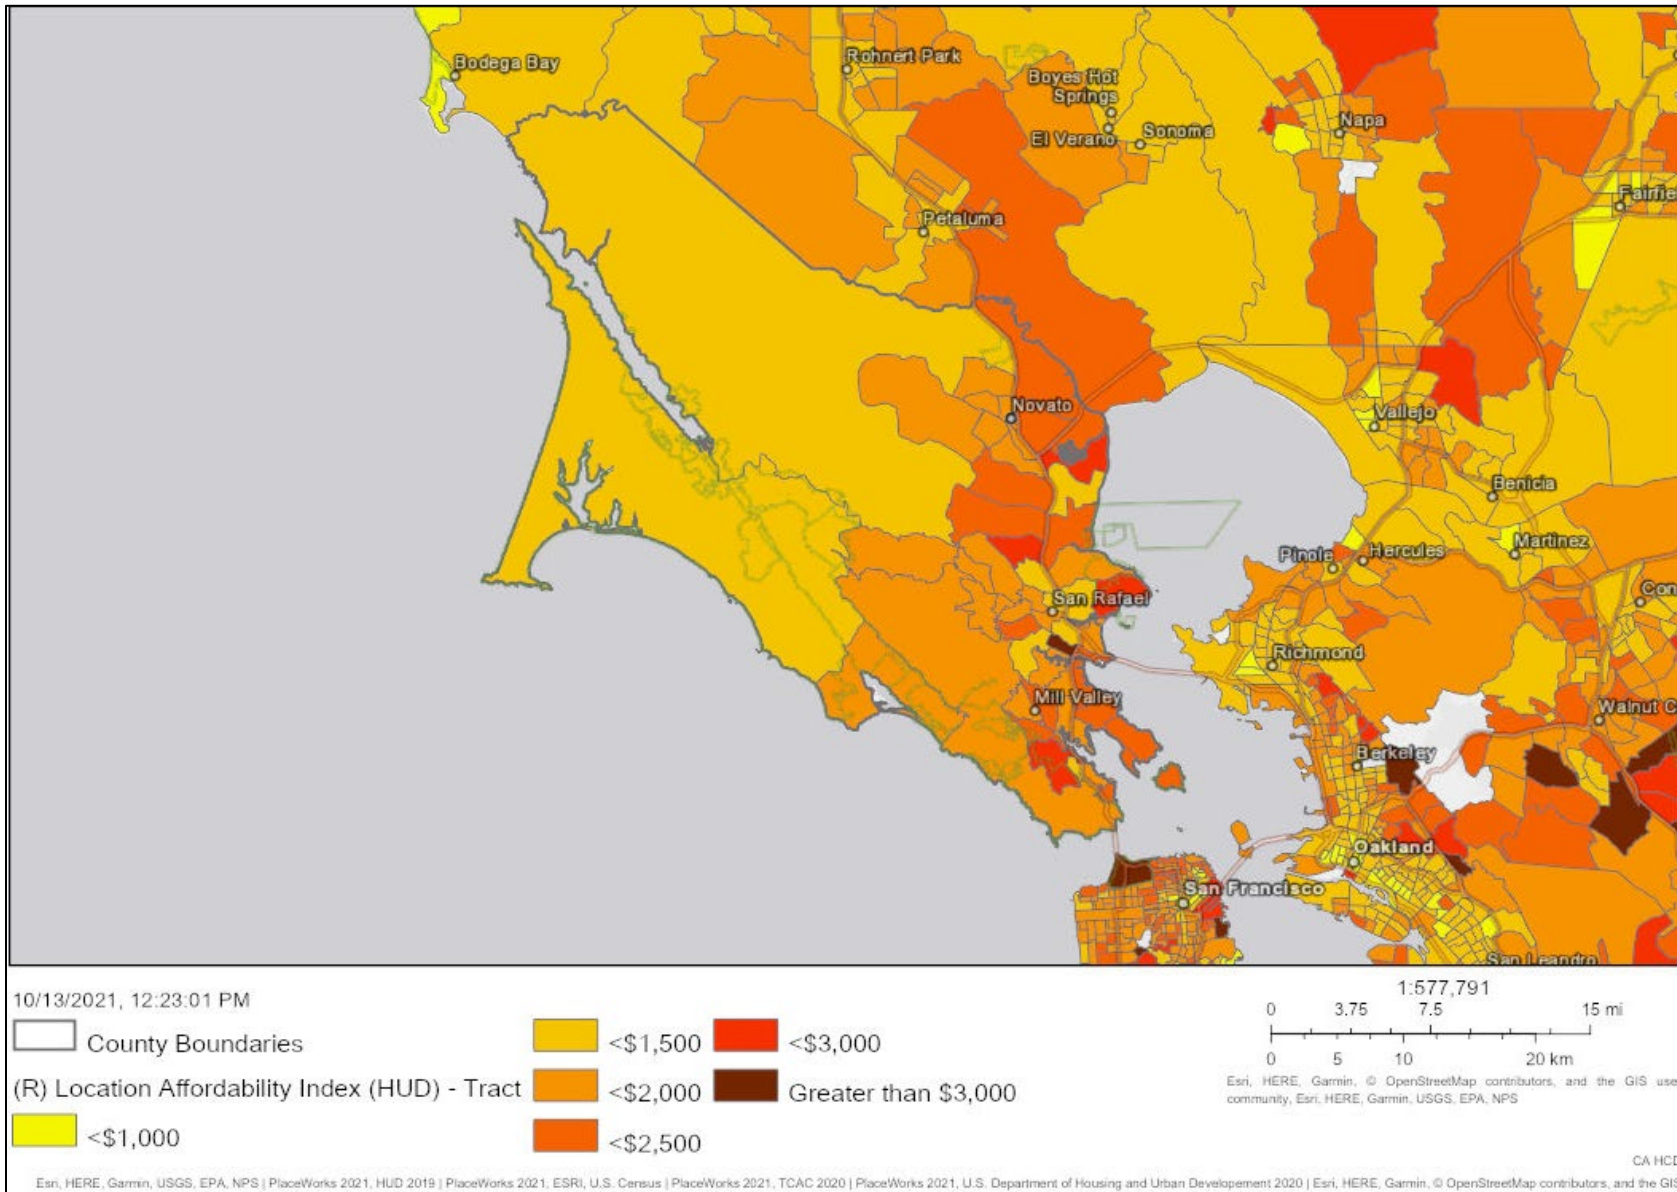 Bodega Bay
Rohnert Park
Boyes Hot
Springs
El Verano
Sonoma
Napa
Fairfie
Petaluma
Novato
Vallejo
Benicia
Pinole
Hercules
Martinez
San Rafael
Con
Richmond
Mill Valley
Walnut C
Berkeley
Oakland
San Francisco
San Leandro
10/13/2021, 12:23:01 PM
County Boundaries
(R) Location Affordability Index (HUD) - Tract
<$1,000
<$1,500
<$2,000
<$2,500
<$3,000
Greater than $3,000
1:577,791
0 3.75 7.5 15 mi
0 5 10 20 km
Esri, HERE, Garmin, © OpenStreetMap contributors, and the GIS use
community, Esri, HERE, Garmin, USGS, EPA, NPS
CA HCD
Esri, HERE, Garmin, USGS, EPA, NPS | PlaceWorks 2021, HUD 2019 | PlaceWorks 2021, ESRI, U.S. Census | PlaceWorks 2021, TCAC 2020 | PlaceWorks 2021, U.S. Department of Housing and Urban Developement 2020 | Esri, HERE, Garmin, © OpenStreetMap contributors, and the GIS